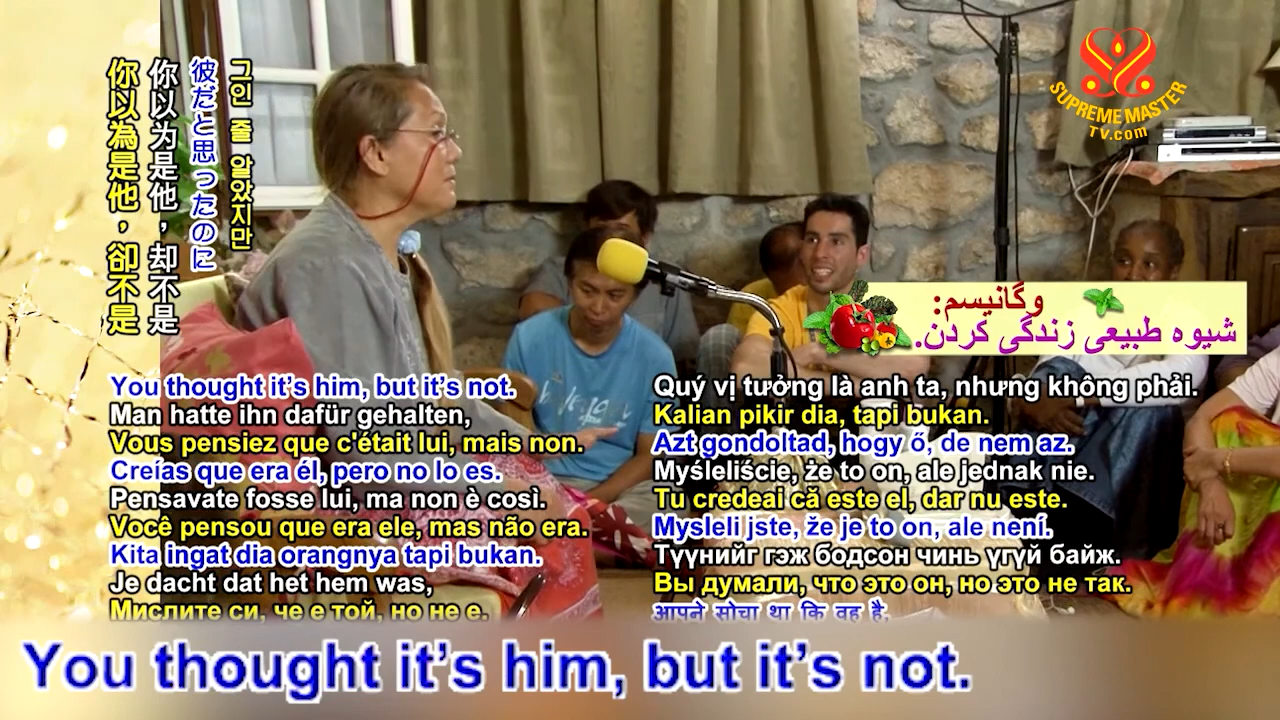 SUPREME MASTER
TV.com
그인 줄 알았지만
彼だと思ったのに
你以为是他，却不是
你以為是他，卻不是
وگانیسم:
شیوه طبیعی زندگی کردن.
You thought it’s him, but it’s not.
Man hatte ihn dafür gehalten,
Vous pensiez que c'était lui, mais non.
Creías que era él, pero no lo es.
Pensavate fosse lui, ma non è così.
Você pensou que era ele, mas não era.
Kita ingat dia orangnya tapi bukan.
Je dacht dat het hem was,
Мислите си, че е той, но не е.
Quý vị tưởng là anh ta, nhưng không phải.
Kalian pikir dia, tapi bukan.
Azt gondoltad, hogy ő, de nem az.
Myśleliście, że to on, ale jednak nie.
Tu credeai că este el, dar nu este.
Mysleli jste, že je to on, ale není.
Түүнийг гэж бодсон чинь үгүй байж.
Вы думали, что это он, но это не так.
आपने सोचा था कि वह है,
You thought it’s him, but it’s not.